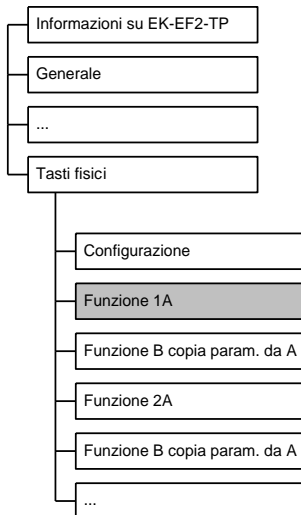 Informazioni su EK-EF2-TP
Generale
...
Tasti fisici
Configurazione
Funzione 1A
Funzione B copia param. da A
Funzione 2A
Funzione B copia param. da A
...